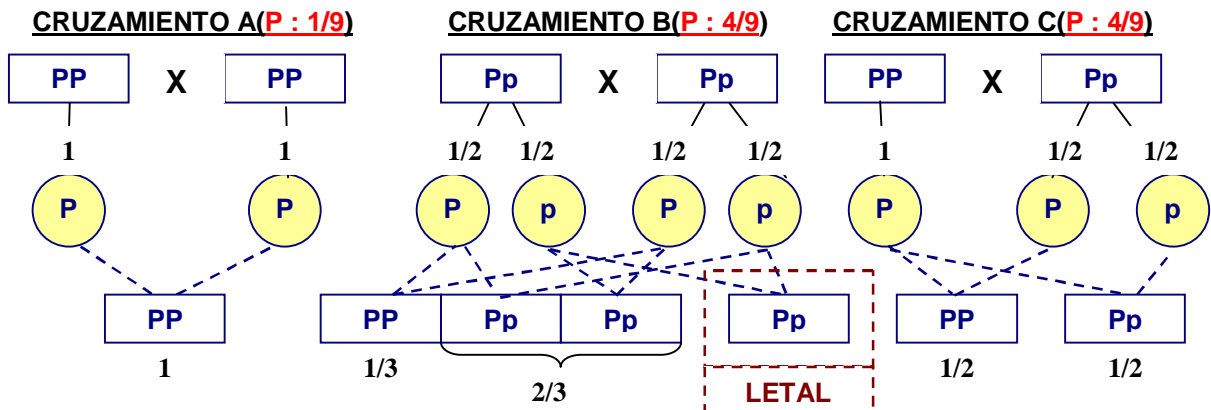 CRUZAMIENTO A(P : 1/9) CRUZAMIENTO B(P : 4/9) CRUZAMIENTO C(P : 4/9)
PP X PP Pp X Pp PP X Pp
1 1 1/2 1/2 1/2 1/2 1 1/2 1/2
P P P p P p P P p
PP PP Pp Pp Pp PP Pp
1 1/3 2/3 1/2 1/2
LETAL